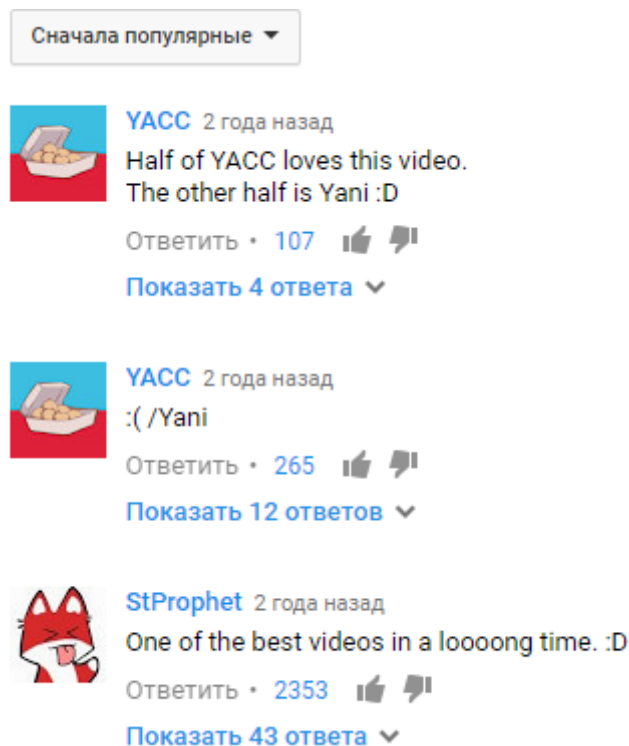 Сначала популярные
YACC 2 года назад
Half of YACC loves this video.
The other half is Yani :D
Ответить • 107
Показать 4 ответа
YACC 2 года назад
:( /Yani
Ответить • 265
Показать 12 ответов
StProphet 2 года назад
One of the best videos in a loooong time. :D
Ответить • 2353
Показать 43 ответа